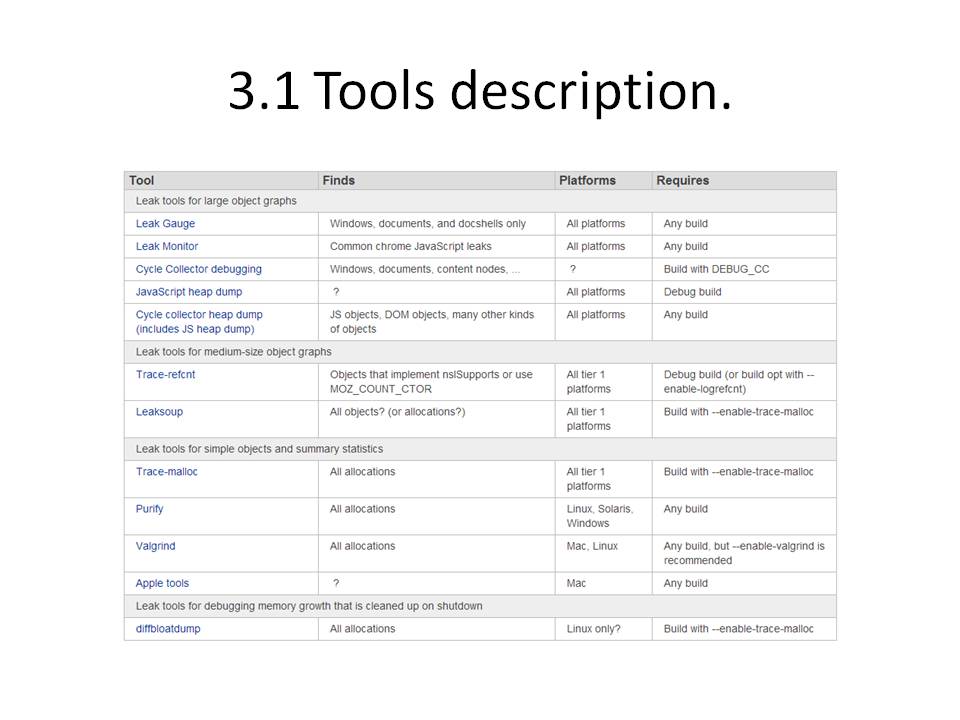 3.1 Tools description.
Tool Finds Platforms Requires
Leak tools for large object graphs
Leak Gauge Windows, documents, and docshells only All platforms Any build
Leak Monitor Common chrome JavaScript leaks All platforms Any build
Cycle Collector debugging Windows, documents, content nodes, ... ? Build with DEBUG_CC
JavaScript heap dump ? All platforms Debug build
Cycle collector heap dump JS objects, DOM objects, many other kinds All platforms Any build
(includes JS heap dump) of objects
Leak tools for medium-size object graphs
Trace-refcnt Objects that implement nsISupports or use All tier 1 Debug build (or build opt with --
MOZ_COUNT_CTOR platforms enable-logrefcnt)
Leaksoup All objects? (or allocations?) All tier 1 Build with --enable-trace-malloc
platforms
Leak tools for simple objects and summary statistics
Trace-malloc All allocations All tier 1 Build with --enable-trace-malloc
platforms
Purify All allocations Linux, Solaris, Any build
Windows
Valgrind All allocations Mac, Linux Any build, but --enable-valgrind is
recommended
Apple tools ? Mac Any build
Leak tools for debugging memory growth that is cleaned up on shutdown
diffbloatdump All allocations Linux only? Build with --enable-trace-malloc